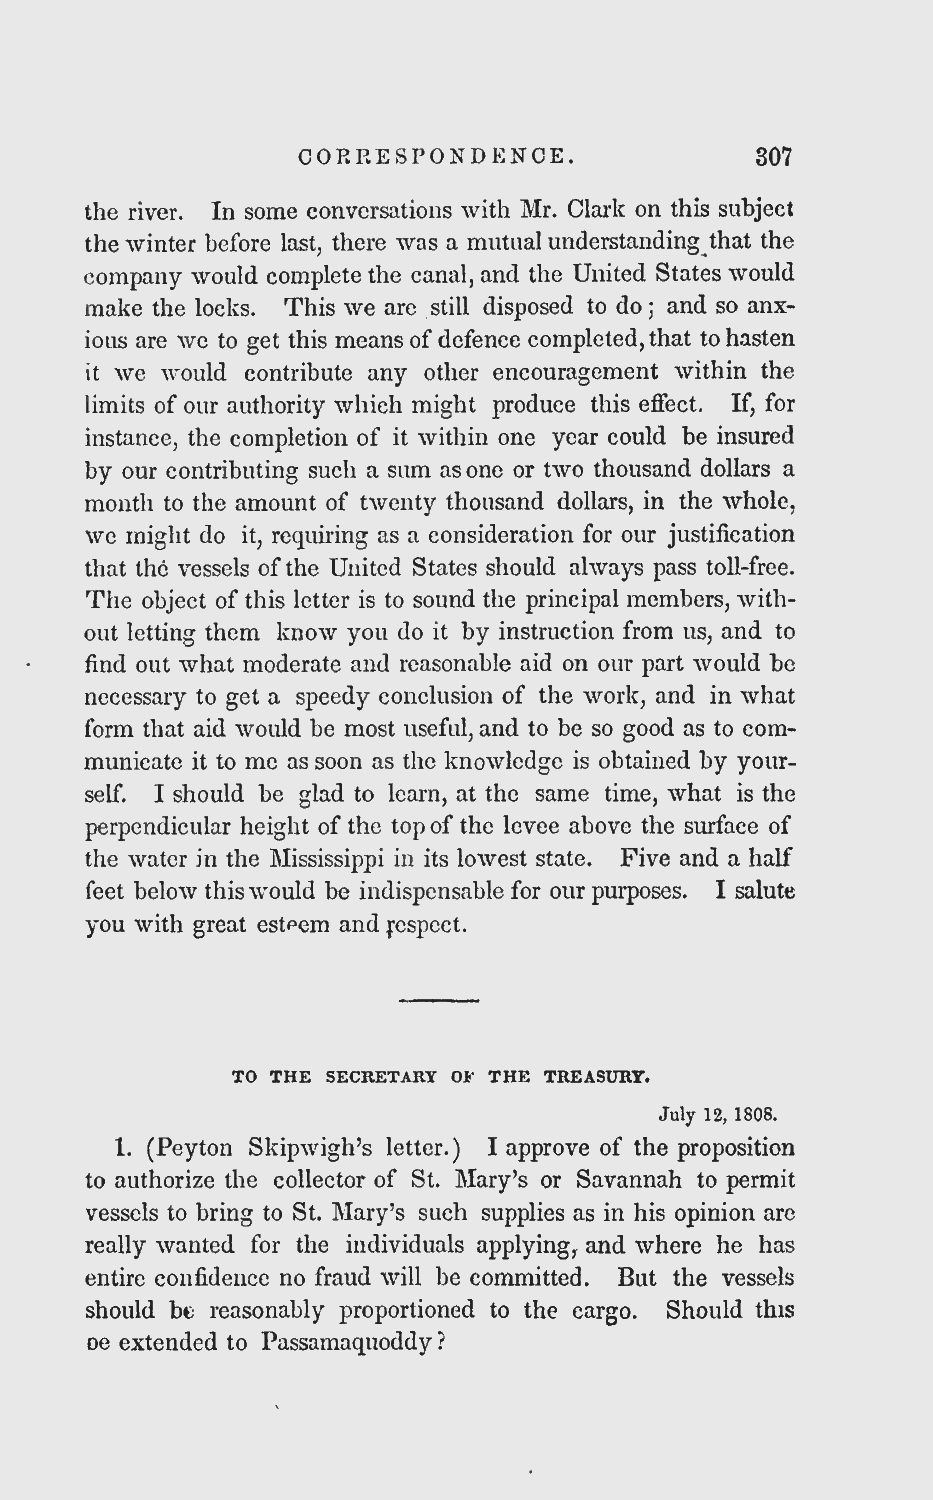 CORRESPONDENCE. 307
the river. In some conversations with Mr. Clark on this subject
the winter before last, there was a mutual understanding that the
company would complete the canal, and the United States would
make the locks. This we are still disposed to do; and so anx-
ious are we to get this means of defence completed, that to hasten
it we would contribute any other encouragement within the
limits of our authority which might produce this effect. If, for
instance, the completion of it within one year could be insured
by our contributing such a sum as one or two thousand dollars a
month to the amount of twenty thousand dollars, in the whole,
we might do it, requiring as a consideration for our justification
that the vessels of the United States should always pass toll-free.
The object of this letter is to sound the principal members, with-
out letting them know you do it by instruction from us, and to
find out what moderate and reasonable aid on our part would be
necessary to get a speedy conclusion of the work, and in what
form that aid would be most useful, and to be so good as to com-
municate it to me as soon as the knowledge is obtained by your-
self. I should be glad to learn, at the same time, what is the
perpendicular height of the top of the levee above the surface of
the water in the Mississippi in its lowest state. Five and a half
feet below this would be indispensable for our purposes. I salute
you with great esteem and respect.
TO THE SECRETARY OF THE TREASURY.
July 12, 1808.
1. (Peyton Skipwigh's letter.) I approve of the proposition
to authorize the collector of St. Mary's or Savannah to permit
vessels to bring to St. Mary's such supplies as in his opinion are
really wanted for the individuals applying, and where he has
entire confidence no fraud will be committed. But the vessels
should be reasonably proportioned to the cargo. Should this
be extended to Passamaquoddy?